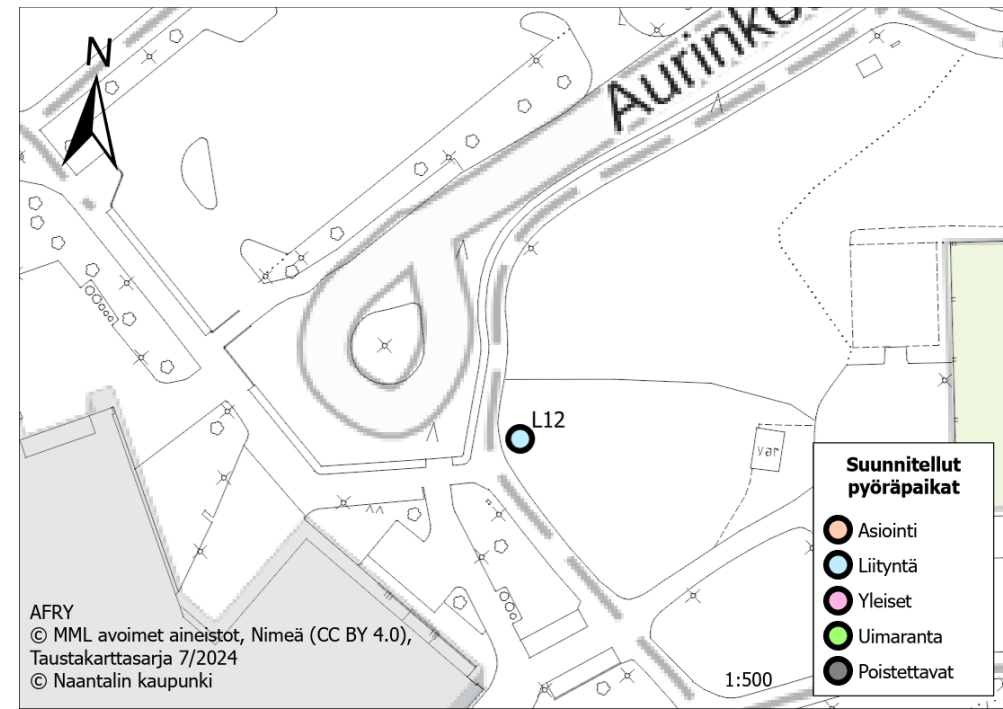 N
Aurinko
L12
var
Suunnitellut
pyöräpaikat
Asiointi
Liityntä
Yleiset
Uimaranta
Poistettavat
1:500
AFRY
© MML avoimet aineistot, Nimeä (CC BY 4.0),
Taustakarttasarja 7/2024
© Naantalin kaupunki